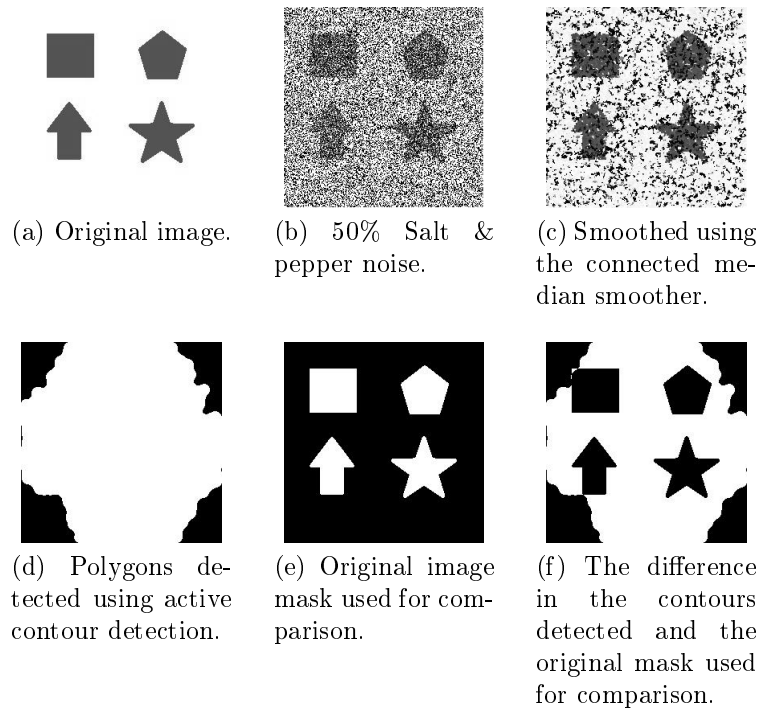 (a) Original image.
(b) 50% Salt &
pepper noise.
(c) Smoothed using
the connected me-
dian smoother.
(d) Polygons de-
tected using active
contour detection.
(e) Original image
mask used for com-
parison.
(f) The difference
in the contours
detected and the
original mask used
for comparison.